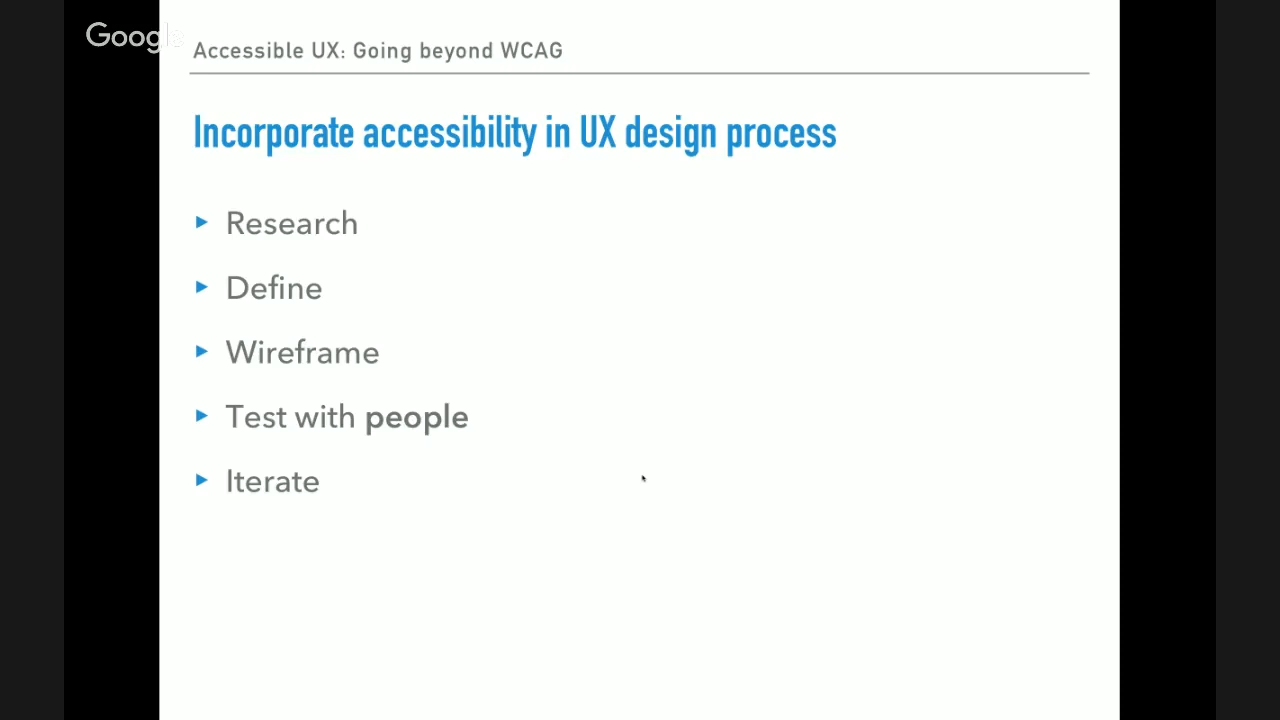 Google
Accessible UX: Going beyond WCAG
Incorporate accessibility in UX design process
Research
Define
Wireframe
Test with people
Iterate